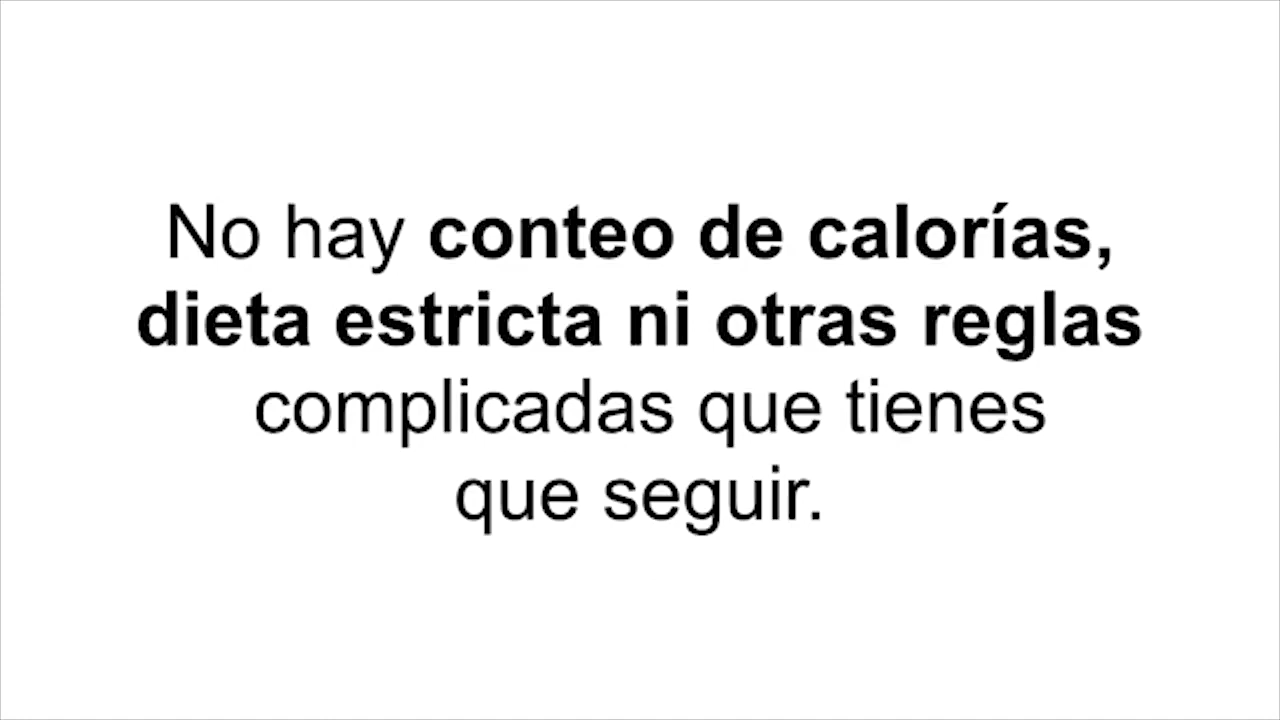 No hay conteo de calorías,
dieta estricta ni otras reglas
complicadas que tienes
que seguir.